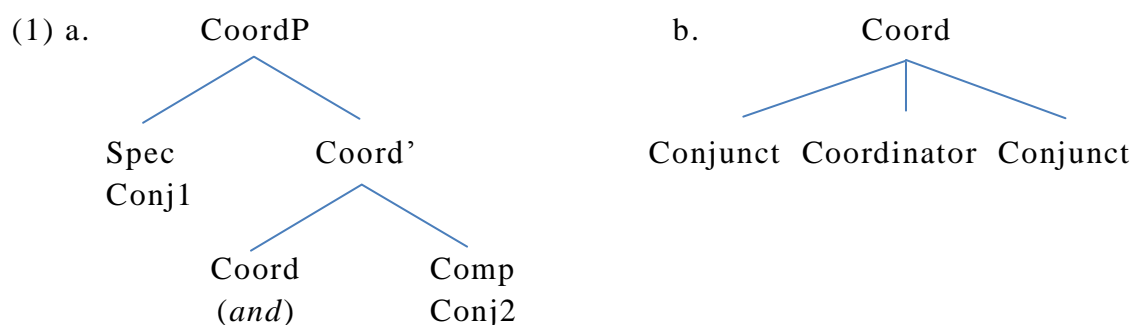 (1) a. CoordP b. Coord
Spec Coord’ Conjunct Coordinator Conjunct
Conj1
Coord Comp
(and) Conj2